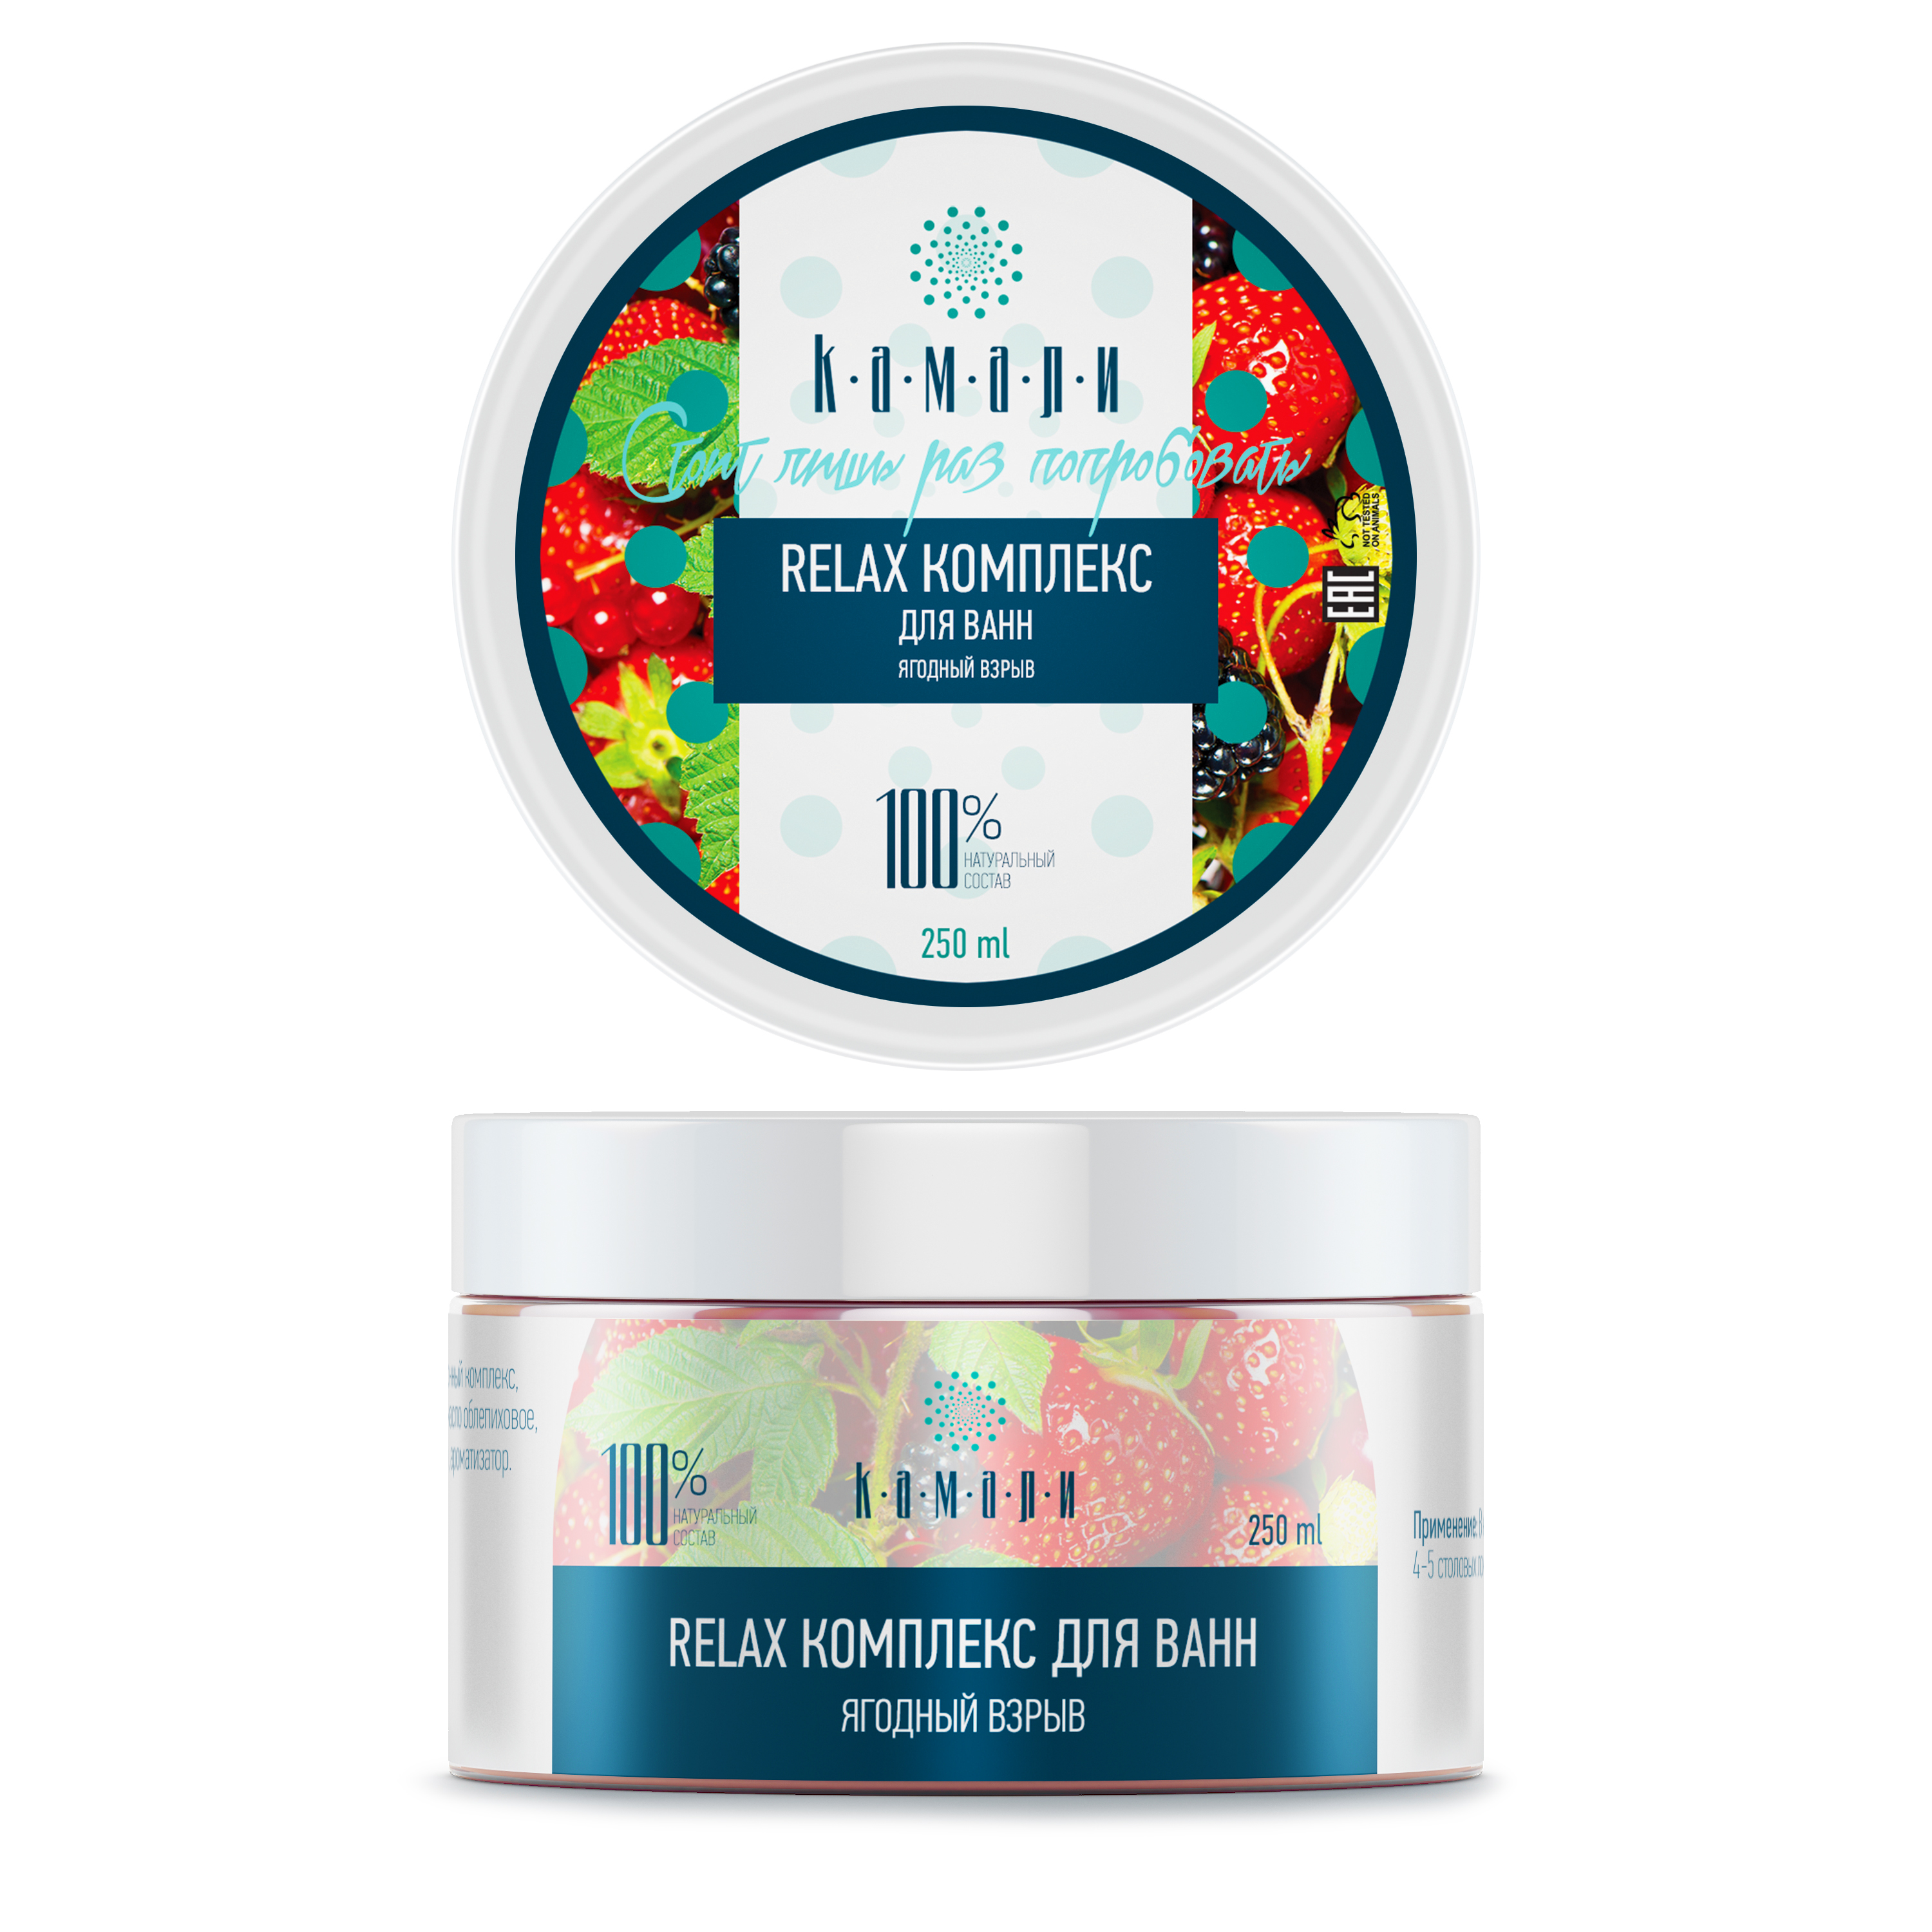 К·а·м·а·л·и
Стоит лишь раз попробовать
RELAX КОМПЛЕКС
ДЛЯ ВАНН
ЯГОДНЫЙ ВЗРЫВ
NOT TESTED
ON ANIMALS
EAC
100%
НАТУРАЛЬНЫЙ
СОСТАВ
250 ml
комплекс,
облепиховое,
ароматизатор.
100%
НАТУРАЛЬНЫЙ
СОСТАВ
К·а·м·а·л·и
250 ml
Применение: В
4-5 столовых
RELAX КОМПЛЕКС ДЛЯ ВАНН
ЯГОДНЫЙ ВЗРЫВ